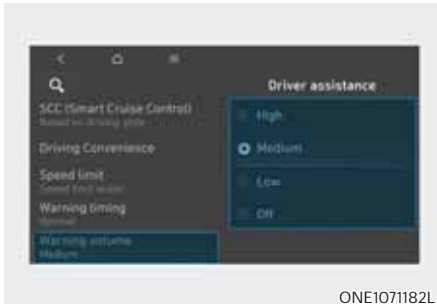 Driver assistance
SCC (Smart Cruise Control)
Based on driving style
Driving Convenience
Speed limit
Speed limit assist
Warning timing
Normal
Warning volume
Medium
High
Medium
Low
Off
ONE1071182L